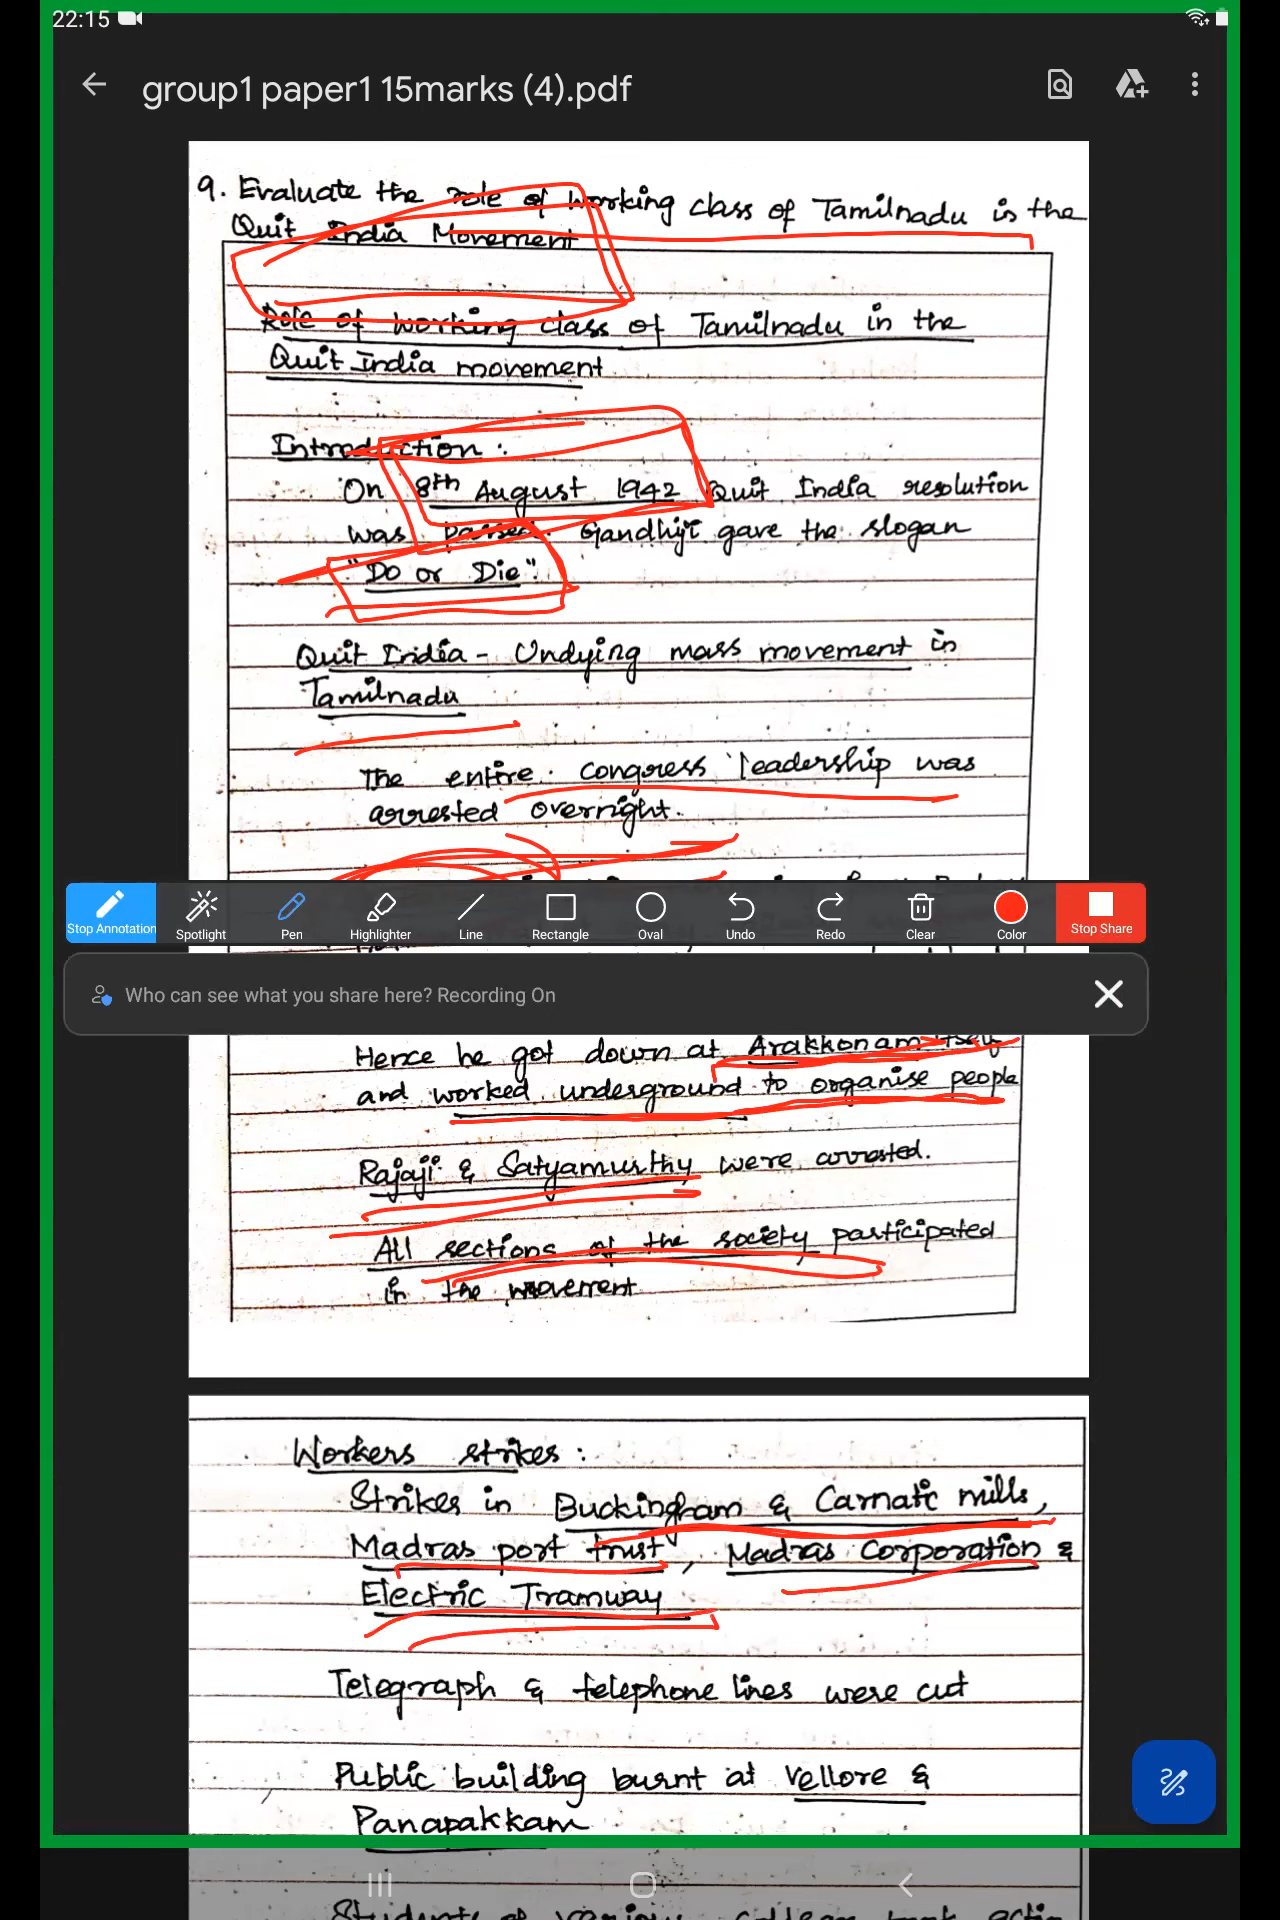 22:15
group1 paper1 15marks (4).pdf
9. Evaluate the role of working class of Tamilnadu in the
Quit India Movement
Role of working class of Tamilnadu in the
Quit India movement
Introduction :
On 8th August 1942 Quit India resolution
was passed. Gandhiji gave the slogan
"Do or Die".
Quit India - Undying mass movement in
Tamilnadu
The entire congress leadership was
arrested overnight.
Stop Annotation Spotlight Pen Highlighter Line Rectangle Oval Undo Redo Clear Color Stop Share
Who can see what you share here? Recording On
Hence he got down at Arakkonam itself
and worked underground to organise people
Rajaji & Satyamurthy were arrested.
All sections of the society participated
in the movement
Workers strikes :
Strikes in Buckingham & Carnatic mills,
Madras port trust, Madras Corporation &
Electric Tramway
Telegraph & telephone lines were cut
Public building burnt at Vellore &
Panapakkam
Students of various college took